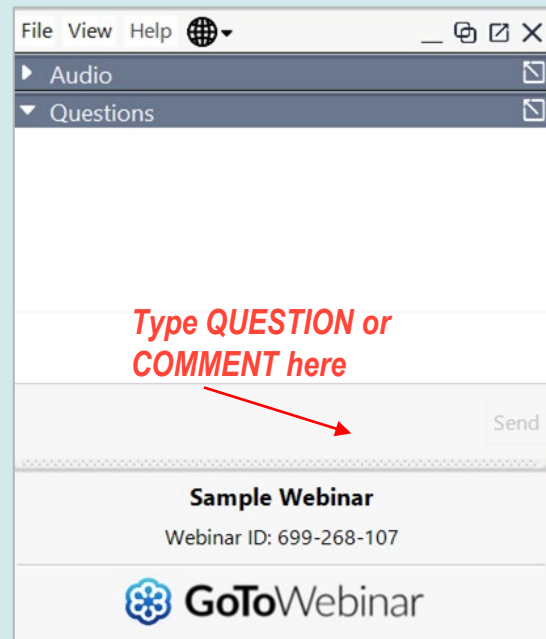 File View Help
Audio
Questions
Type QUESTION or
COMMENT here
Send
Sample Webinar
Webinar ID: 699-268-107
GoToWebinar